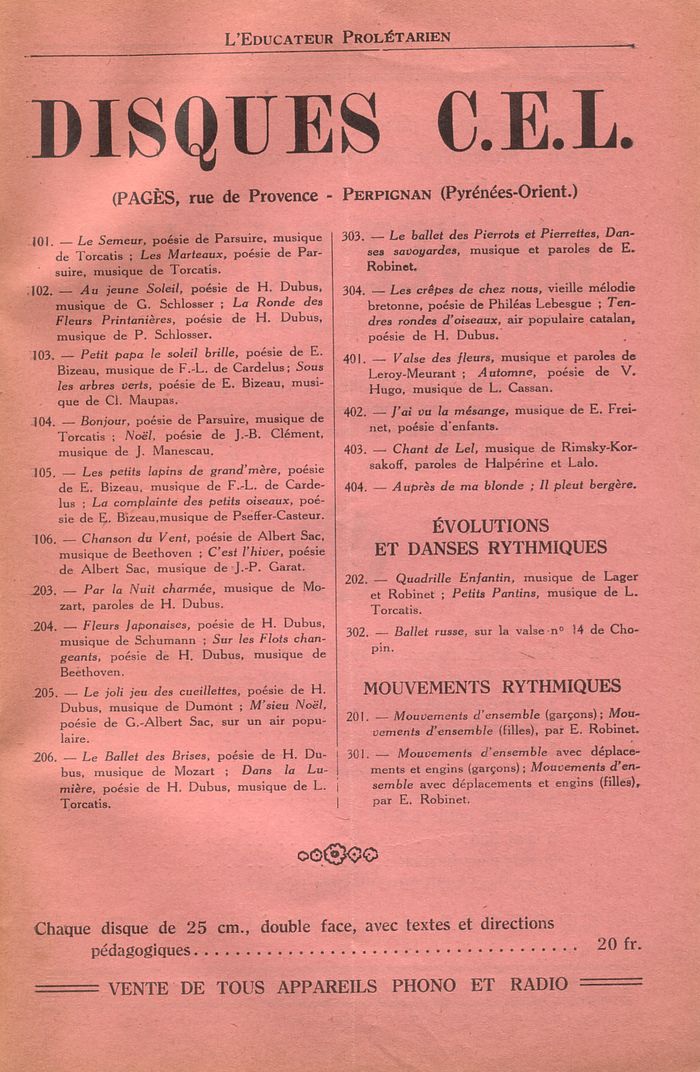 L'Educateur Prolétarien
DISQUES C.E.L.
(PAGÈS, rue de Provence - Perpignan (Pyrénées-Orient.)
101. — Le Semeur, poésie de Parsuire, musique
de Torcatis ; Les Marteaux, poésie de Par-
suire, musique de Torcatis.
102. — Au jeune Soleil, poésie de H. Dubus,
musique de G. Schlosser ; La Ronde des
Fleurs Printanières, poésie de H. Dubus,
musique de P. Schlosser.
103. — Petit papa le soleil brille, poésie de E.
Bizeau, musique de F.-L. de Cardelus ; Sous
les arbres verts, poésie de E. Bizeau, musi-
que de Cl. Maupas.
104. — Bonjour, poésie de Parsuire, musique de
Torcatis ; Noël, poésie de J.-B. Clément,
musique de J. Manescau.
105. — Les petits lapins de grand'mère, poésie
de E. Bizeau, musique de F.-L. de Carde-
lus ; La complainte des petits oiseaux, poé-
sie de E. Bizeau,musique de Pseffer-Casteur.
106. — Chanson du Vent, poésie de Albert Sac,
musique de Beethoven ; C'est l'hiver, poésie
de Albert Sac, musique de J.-P. Garat.
203. — Par la Nuit charmée, musique de Mo-
zart, paroles de H. Dubus.
204. — Fleurs Japonaises, poésie de H. Dubus,
musique de Schumann ; Sur les Flots chan-
geants, poésie de H. Dubus, musique de
Beethoven.
205. — Le joli jeu des cueillettes, poésie de H.
Dubus, musique de Dumont ; M'sieu Noël,
poésie de G.-Albert Sac, sur un air popu-
laire.
206. — Le Ballet des Brises, poésie de H. Du-
bus, musique de Mozart ; Dans la Lu-
mière, poésie de H. Dubus, musique de L.
Torcatis.
303. — Le ballet des Pierrots et Pierrettes, Dan-
ses savoyardes, musique et paroles de E.
Robinet.
304. — Les crêpes de chez nous, vieille mélodie
bretonne, poésie de Philéas Lebesgue ; Ten-
dres rondes d'oiseaux, air populaire catalan,
poésie de H. Dubus.
401. — Valse des fleurs, musique et paroles de
Leroy-Meurant ; Automne, poésie de V.
Hugo, musique de L. Cassan.
402. — J'ai vu la mésange, musique de E. Frei-
net, poésie d'enfants.
403. — Chant de Lel, musique de Rimsky-Kor-
sakoff, paroles de Halpérine et Lalo.
404. — Auprès de ma blonde ; Il pleut bergère.
ÉVOLUTIONS
ET DANSES RYTHMIQUES
202. — Quadrille Enfantin, musique de Lager
et Robinet ; Petits Pantins, musique de L.
Torcatis.
302. — Ballet russe, sur la valse n° 14 de Cho-
pin.
MOUVEMENTS RYTHMIQUES
201. — Mouvements d'ensemble (garçons) ; Mou-
vements d'ensemble (filles), par E. Robinet.
301. — Mouvements d'ensemble avec déplace-
ments et engins (garçons) ; Mouvements d'en-
semble avec déplacements et engins (filles),
par E. Robinet.
Chaque disque de 25 cm., double face, avec textes et directions
pédagogiques...................................... 20 fr.
VENTE DE TOUS APPAREILS PHONO ET RADIO